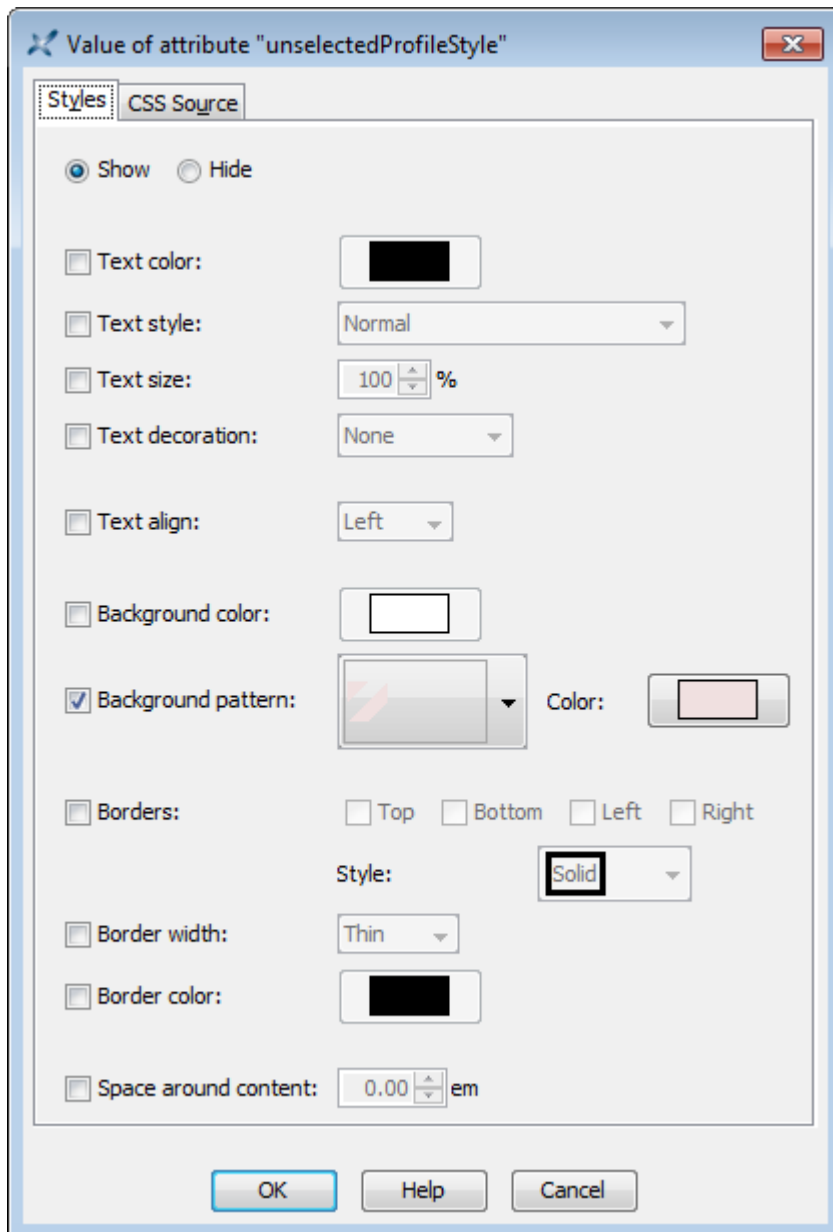 Value of attribute "unselectedProfileStyle"
Styles CSS Source
Show Hide
Text color:
Text style: Normal
Text size: 100 %
Text decoration: None
Text align: Left
Background color:
Background pattern: Color:
Borders: Top Bottom Left Right
Style: Solid
Border width: Thin
Border color:
Space around content: 0.00 em
OK Help Cancel